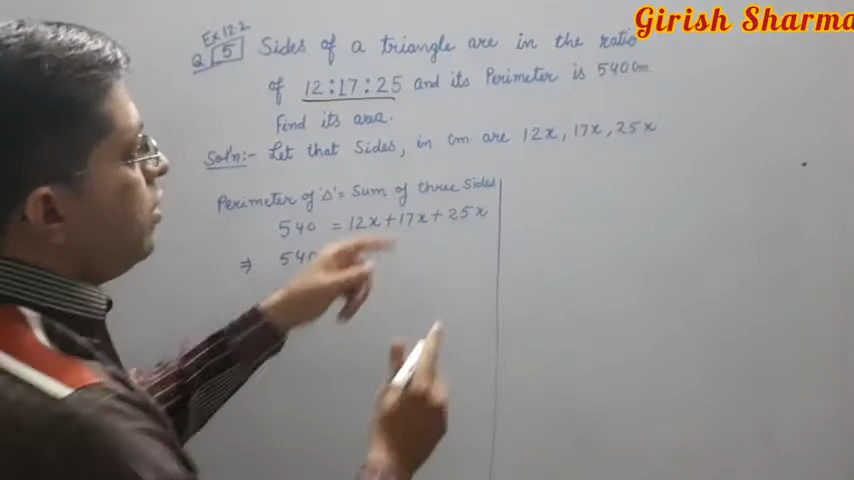 Girish Sharma
Ex 12.2
Q 5 Sides of a triangle are in the ratio
of 12:17:25 and its Perimeter is 540cm.
Find its area.
Sol'n:- Let that Sides, in cm are 12x, 17x, 25x
Perimeter of 'Δ' = Sum of three Sides
540 = 12x+17x+25x
⇒ 540